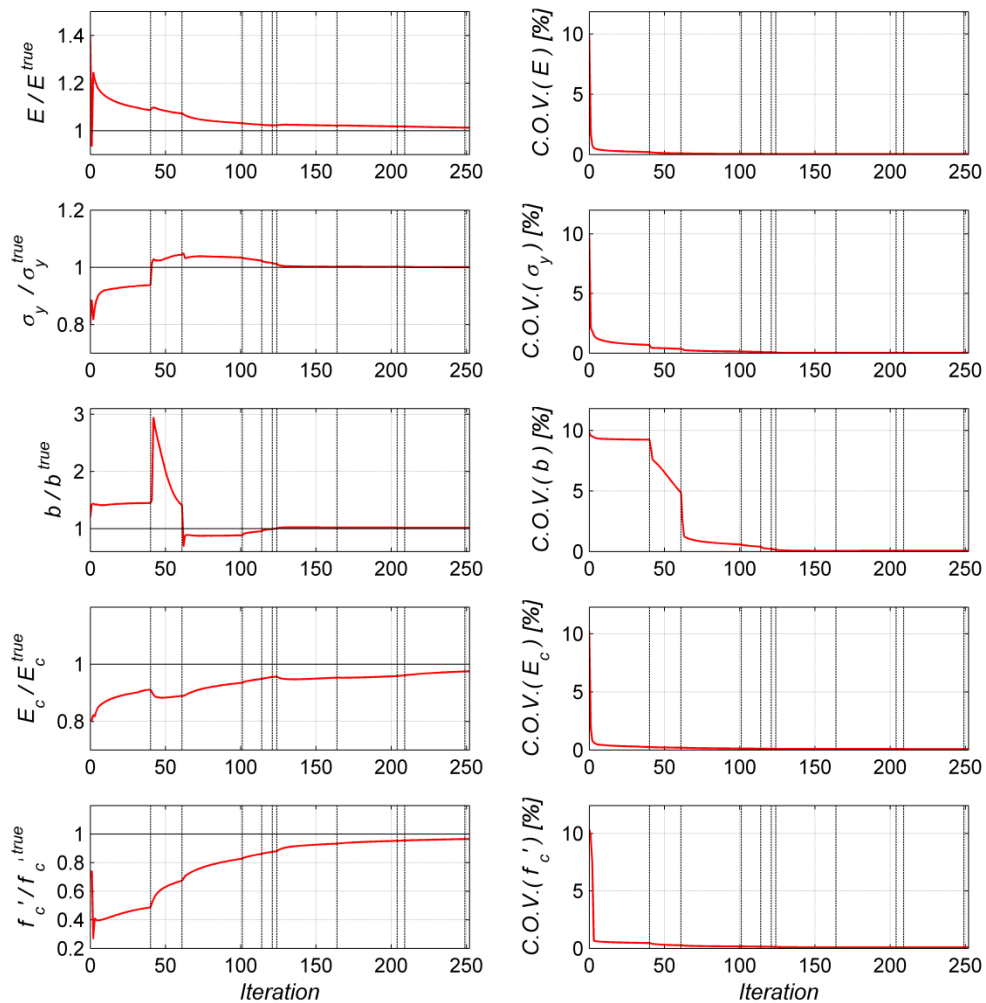 E / E^true
1.4
1.2
1
0 50 100 150 200 250
C.O.V.(E) [%]
10
5
0
0 50 100 150 200 250
σ_y / σ_y^true
1.2
1
0.8
0 50 100 150 200 250
C.O.V.(σ_y) [%]
10
5
0
0 50 100 150 200 250
b / b^true
3
2
1
0 50 100 150 200 250
C.O.V.(b) [%]
10
5
0
0 50 100 150 200 250
E_c / E_c^true
1
0.8
0 50 100 150 200 250
C.O.V.(E_c) [%]
10
5
0
0 50 100 150 200 250
f_c' / f_c'^true
1
0.8
0.6
0.4
0.2
0 50 100 150 200 250
Iteration
C.O.V.(f_c') [%]
10
5
0
0 50 100 150 200 250
Iteration